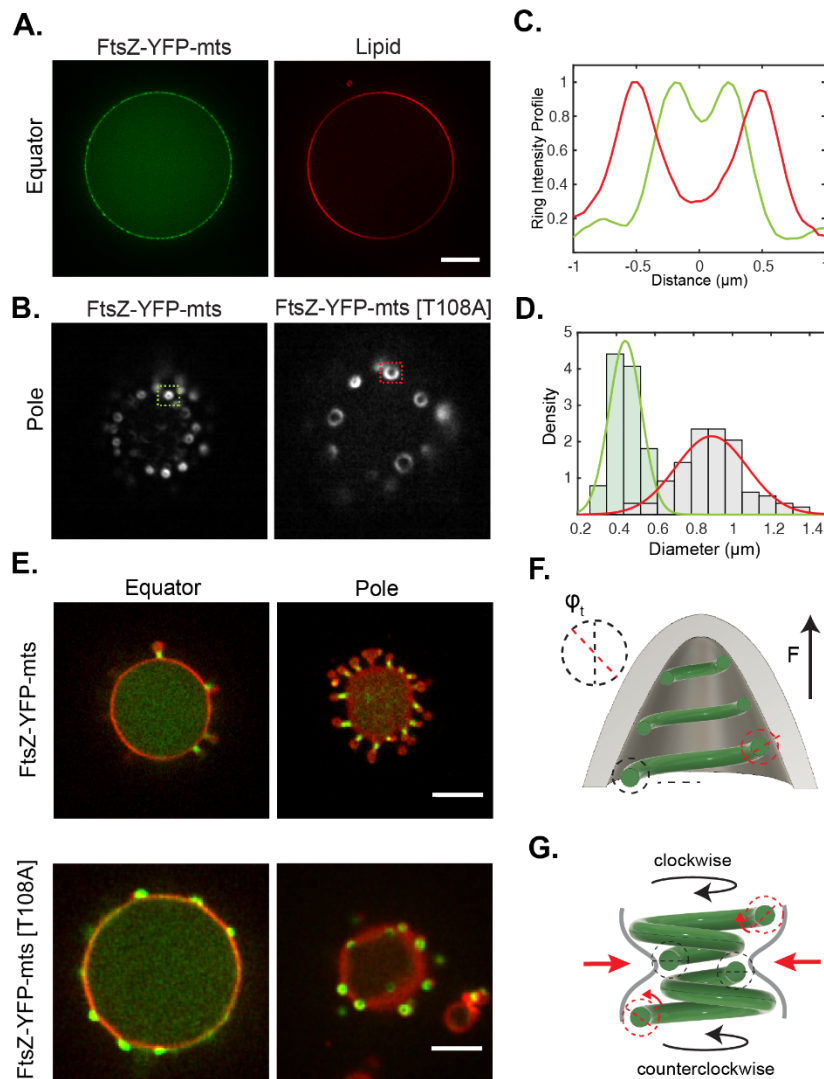 A.
FtsZ-YFP-mts
Lipid
Equator
B.
FtsZ-YFP-mts
FtsZ-YFP-mts [T108A]
Pole
C.
Ring Intensity Profile
1
0.8
0.6
0.4
0.2
-1
-0.5
0
0.5
1
Distance (μm)
D.
Density
5
4
3
2
1
0.2
0.4
0.6
0.8
1
1.2
1.4
Diameter (μm)
E.
Equator
Pole
FtsZ-YFP-mts
FtsZ-YFP-mts [T108A]
F.
φt
F
G.
clockwise
counterclockwise